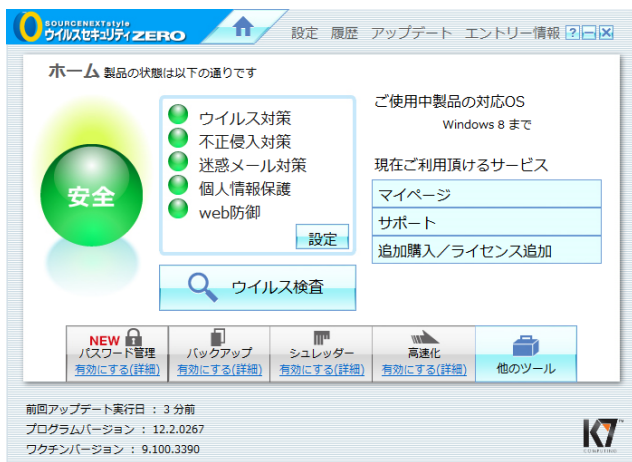 SOURCENEXTstyle
ウイルスセキュリティZERO
設定 履歴 アップデート エントリー情報 ?
ホーム 製品の状態は以下の通りです
安全
ウイルス対策
不正侵入対策
迷惑メール対策
個人情報保護
web防御
設定
ウイルス検査
ご使用中製品の対応OS
Windows 8 まで
現在ご利用頂けるサービス
マイページ
サポート
追加購入／ライセンス追加
NEW
パスワード管理
有効にする(詳細)
バックアップ
有効にする(詳細)
シュレッダー
有効にする(詳細)
高速化
有効にする(詳細)
他のツール
前回アップデート実行日 : 3 分前
プログラムバージョン : 12.2.0267
ワクチンバージョン : 9.100.3390
K7
COMPUTING